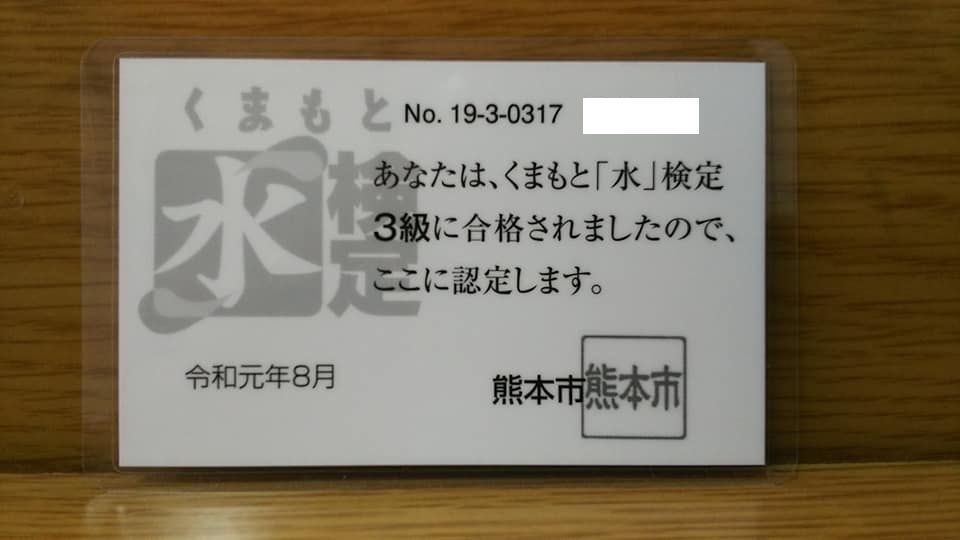 くまもと
水検定
No. 19-3-0317
あなたは、くまもと「水」検定
3級に合格されましたので、
ここに認定します。
令和元年8月
熊本市
熊本市